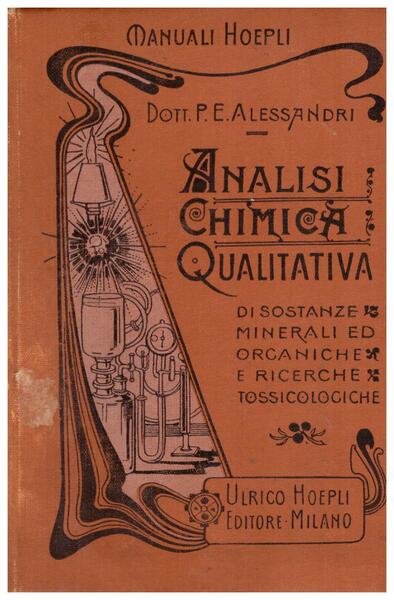 MANUALI HOEPLI
DOTT. P. E. ALESSANDRI
ANALISI
CHIMICA
QUALITATIVA
DI SOSTANZE
MINERALI ED
ORGANICHE
E RICERCHE
TOSSICOLOGICHE
ULRICO HOEPLI
EDITORE - MILANO